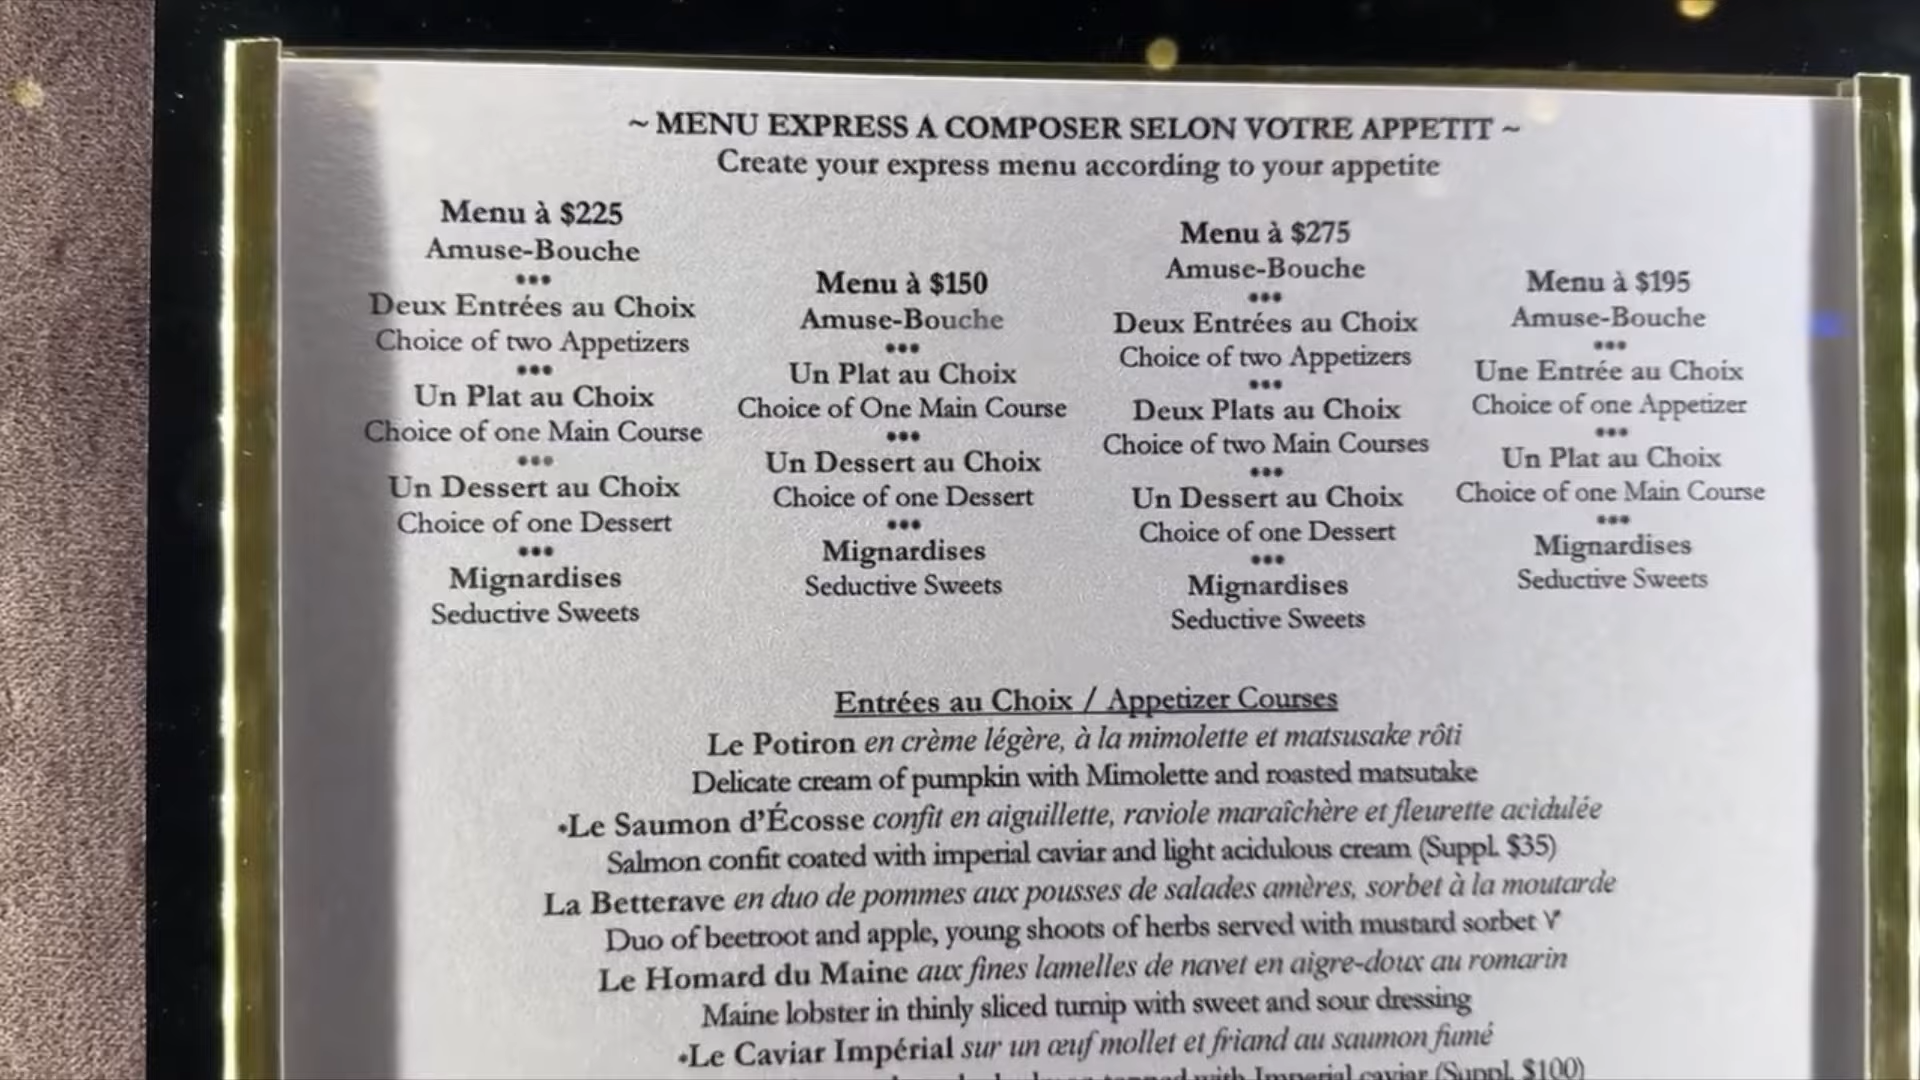 ~ MENU EXPRESS A COMPOSER SELON VOTRE APPETIT ~
Create your express menu according to your appetite
Menu à $225
Amuse-Bouche
•••
Deux Entrées au Choix
Choice of two Appetizers
•••
Un Plat au Choix
Choice of one Main Course
•••
Un Dessert au Choix
Choice of one Dessert
•••
Mignardises
Seductive Sweets
Menu à $150
Amuse-Bouche
•••
Un Plat au Choix
Choice of One Main Course
•••
Un Dessert au Choix
Choice of one Dessert
•••
Mignardises
Seductive Sweets
Menu à $275
Amuse-Bouche
•••
Deux Entrées au Choix
Choice of two Appetizers
•••
Deux Plats au Choix
Choice of two Main Courses
•••
Un Dessert au Choix
Choice of one Dessert
•••
Mignardises
Seductive Sweets
Menu à $195
Amuse-Bouche
•••
Une Entrée au Choix
Choice of one Appetizer
•••
Un Plat au Choix
Choice of one Main Course
•••
Mignardises
Seductive Sweets
Entrées au Choix / Appetizer Courses
Le Potiron en crème légère, à la mimolette et matsusake rôti
Delicate cream of pumpkin with Mimolette and roasted matsutake
•Le Saumon d'Écosse confit en aiguillette, raviole maraîchère et fleurette acidulée
Salmon confit coated with imperial caviar and light acidulous cream (Suppl. $35)
La Betterave en duo de pommes aux pousses de salades amères, sorbet à la moutarde
Duo of beetroot and apple, young shoots of herbs served with mustard sorbet V
Le Homard du Maine aux fines lamelles de navet en aigre-doux au romarin
Maine lobster in thinly sliced turnip with sweet and sour dressing
•Le Caviar Impérial sur un œuf mollet et friand au saumon fumé
with Imperial caviar (Suppl. $100)